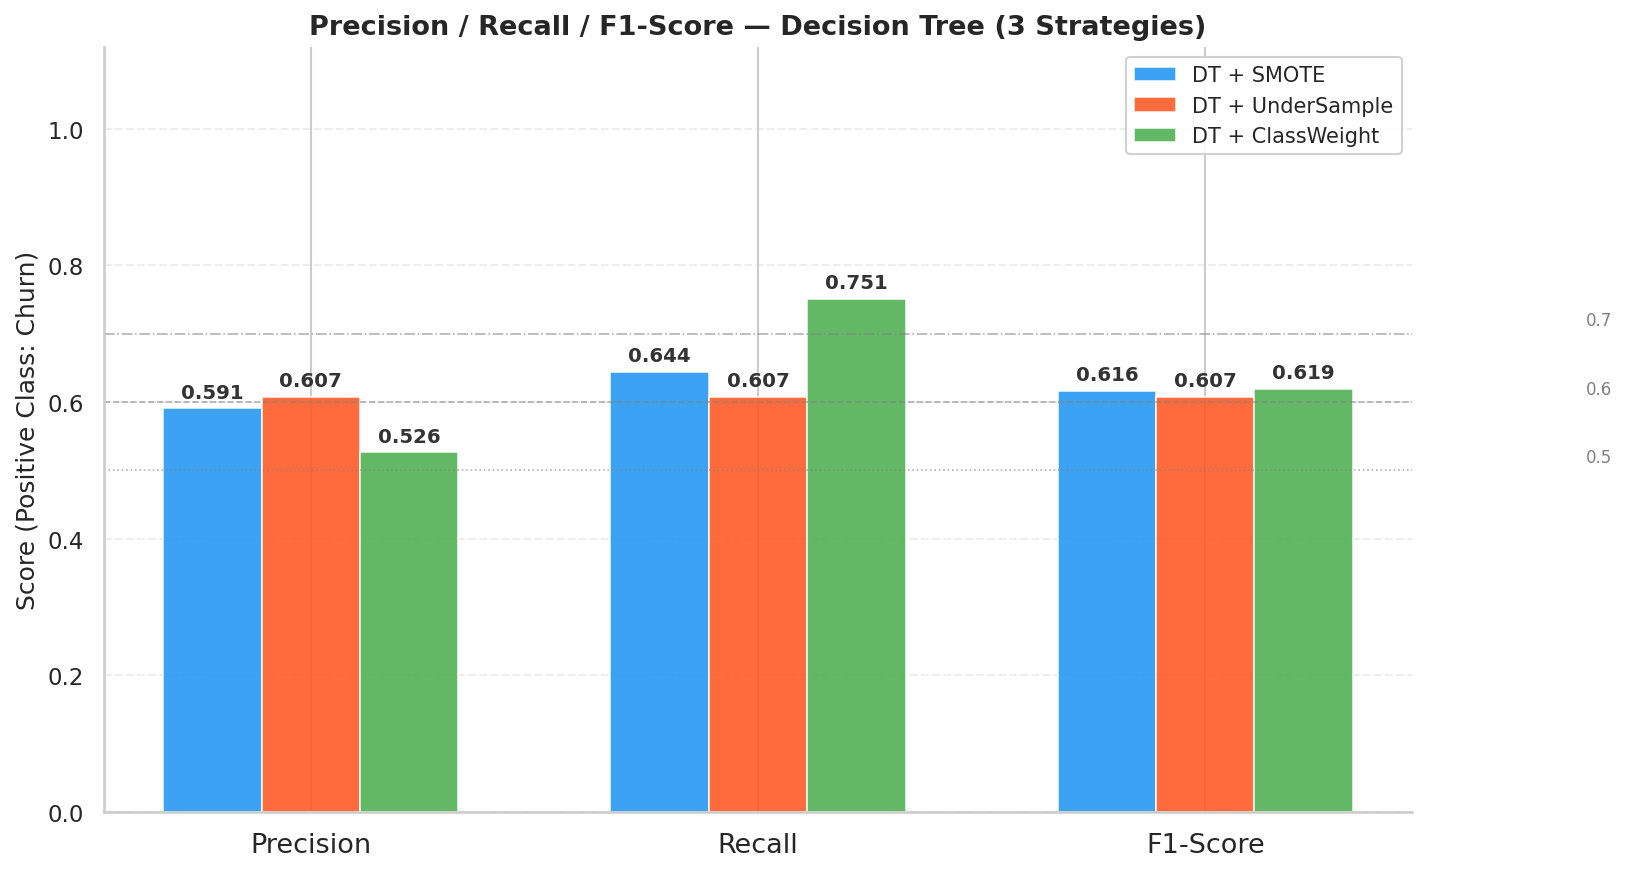 Precision / Recall / F1-Score — Decision Tree (3 Strategies)
DT + SMOTE
DT + UnderSample
DT + ClassWeight
Score (Positive Class: Churn)
1.0
0.8
0.6
0.4
0.2
0.0
0.591
0.607
0.526
0.644
0.607
0.751
0.616
0.607
0.619
0.7
0.6
0.5
Precision
Recall
F1-Score